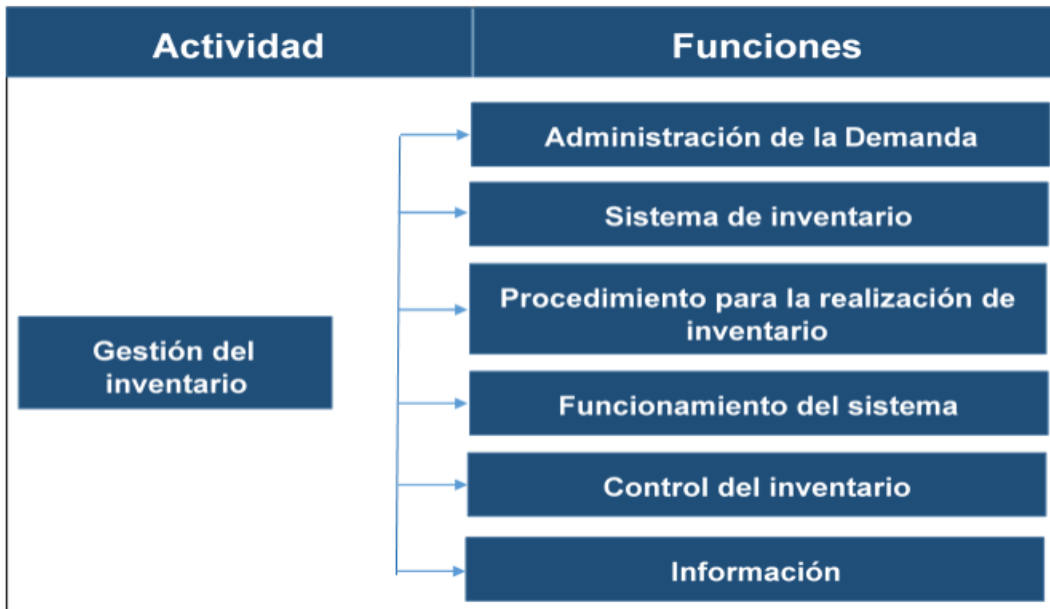 Actividad
Funciones
Administración de la Demanda
Sistema de inventario
Procedimiento para la realización de
inventario
Gestión del
inventario
Funcionamiento del sistema
Control del inventario
Información